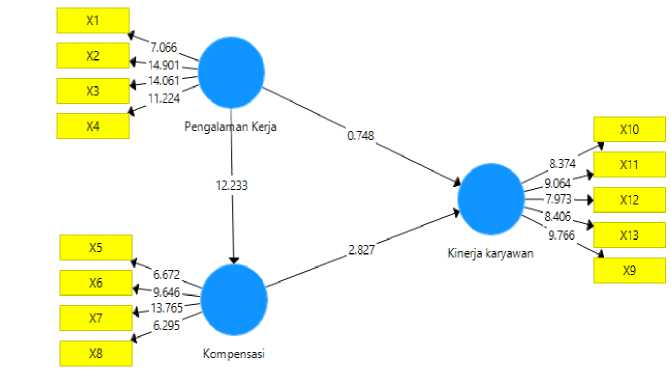 X1
X2
X3
X4
7.066
14.901
14.061
11.224
Pengalaman Kerja
0.748
12.233
X10
X11
X12
X13
X9
8.374
9.064
7.973
8.406
9.766
Kinerja karyawan
2.827
X5
X6
X7
X8
6.672
9.646
13.765
6.295
Kompensasi